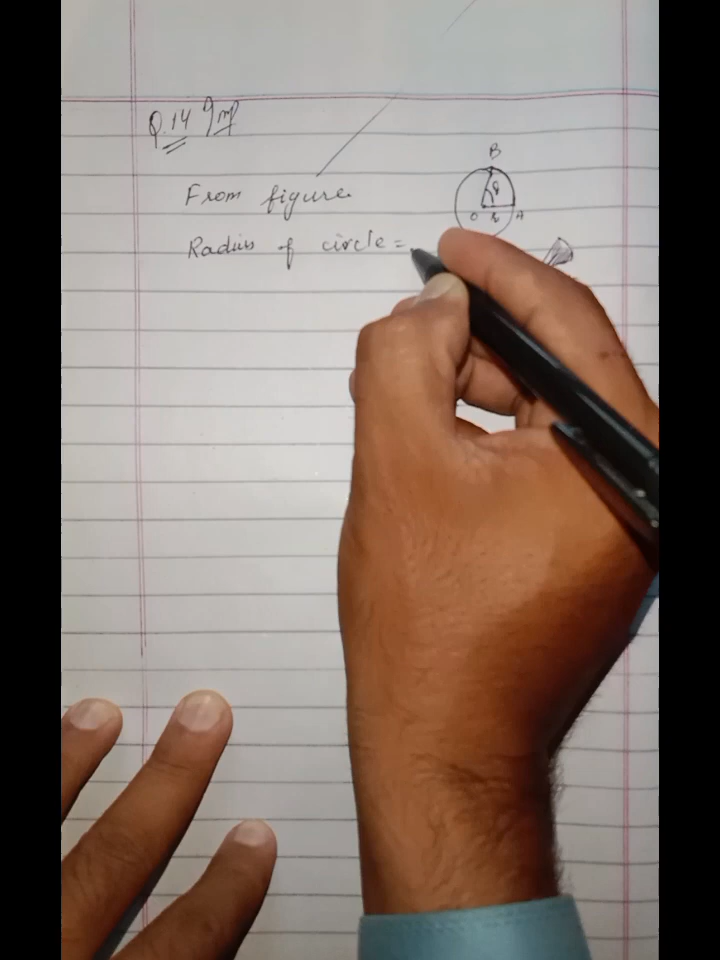 Q.14 Imp
B
From figure
O r A
Radius of circle =